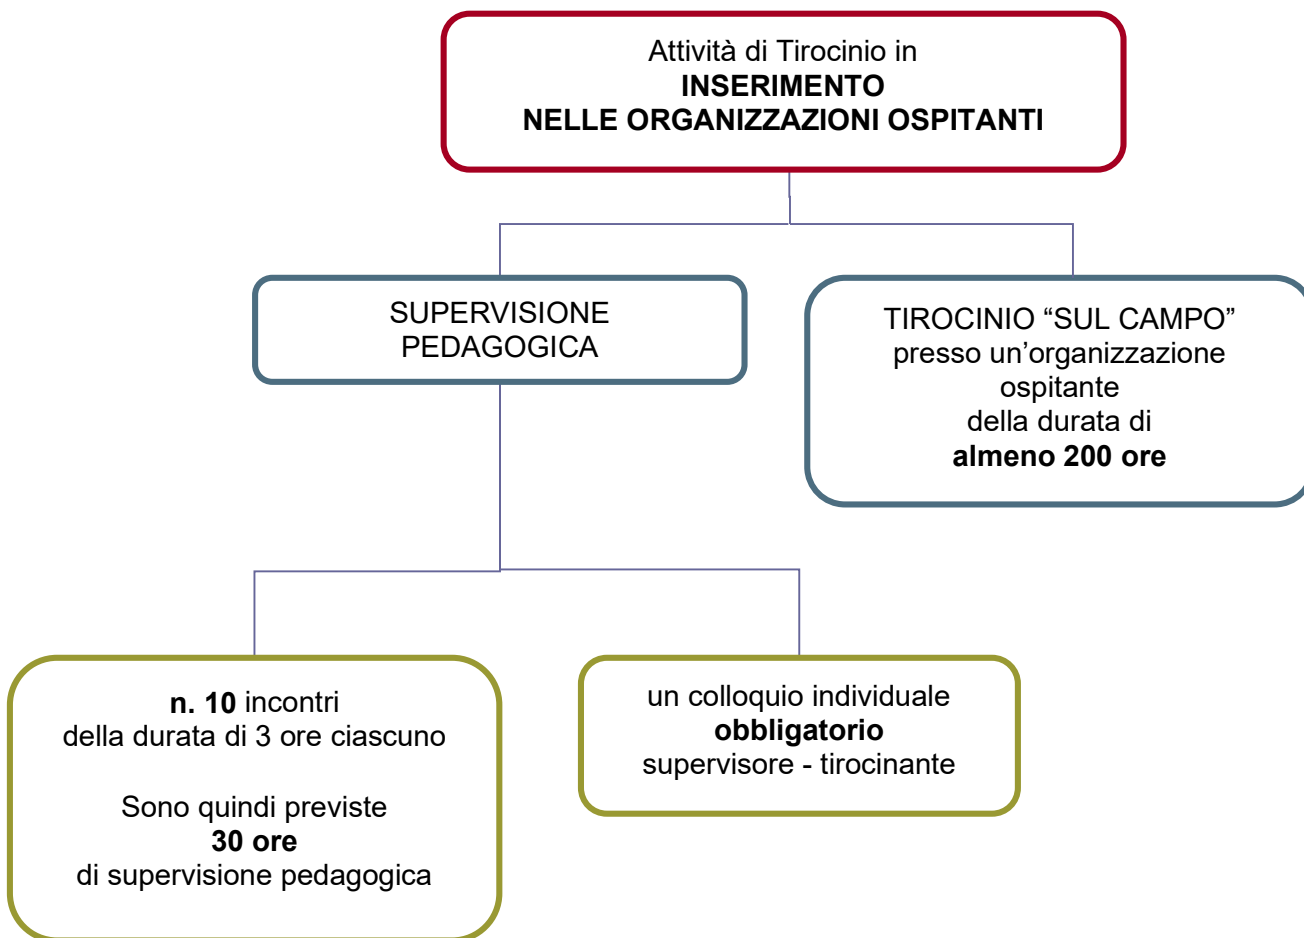 Attività di Tirocinio in
INSERIMENTO
NELLE ORGANIZZAZIONI OSPITANTI
SUPERVISIONE
PEDAGOGICA
TIROCINIO “SUL CAMPO”
presso un’organizzazione
ospitante
della durata di
almeno 200 ore
n. 10 incontri
della durata di 3 ore ciascuno
Sono quindi previste
30 ore
di supervisione pedagogica
un colloquio individuale
obbligatorio
supervisore - tirocinante